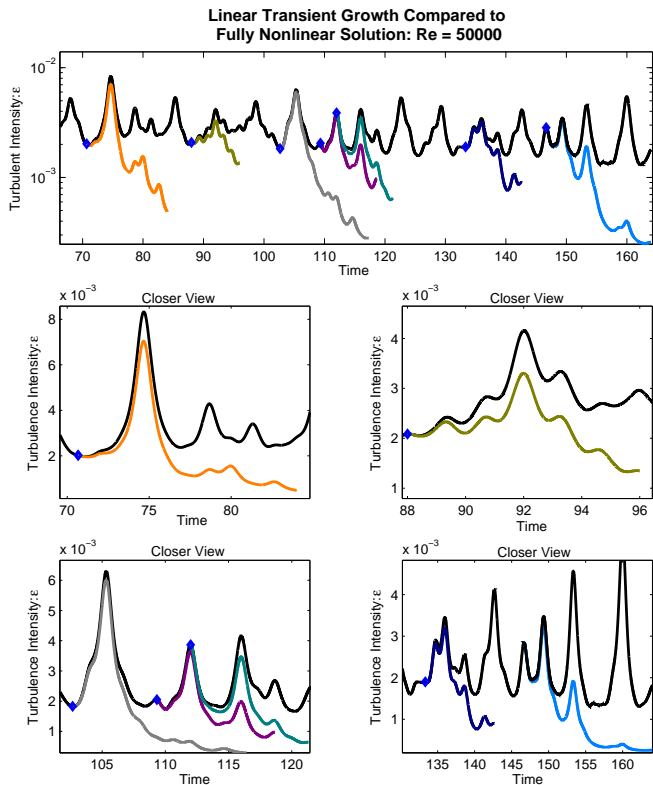 Linear Transient Growth Compared to
Fully Nonlinear Solution: Re = 50000
Turbulent Intensity:ε
10⁻²
10⁻³
70 80 90 100 110 120 130 140 150 160
Time
x 10⁻³
Closer View
Turbulence Intensity:ε
8
6
4
2
70 75 80
Time
x 10⁻³
Closer View
Turbulence Intensity:ε
4
3
2
1
88 90 92 94 96
Time
x 10⁻³
Closer View
Turbulence Intensity:ε
6
5
4
3
2
1
105 110 115 120
Time
x 10⁻³
Closer View
Turbulence Intensity:ε
4
3
2
1
135 140 145 150 155 160
Time